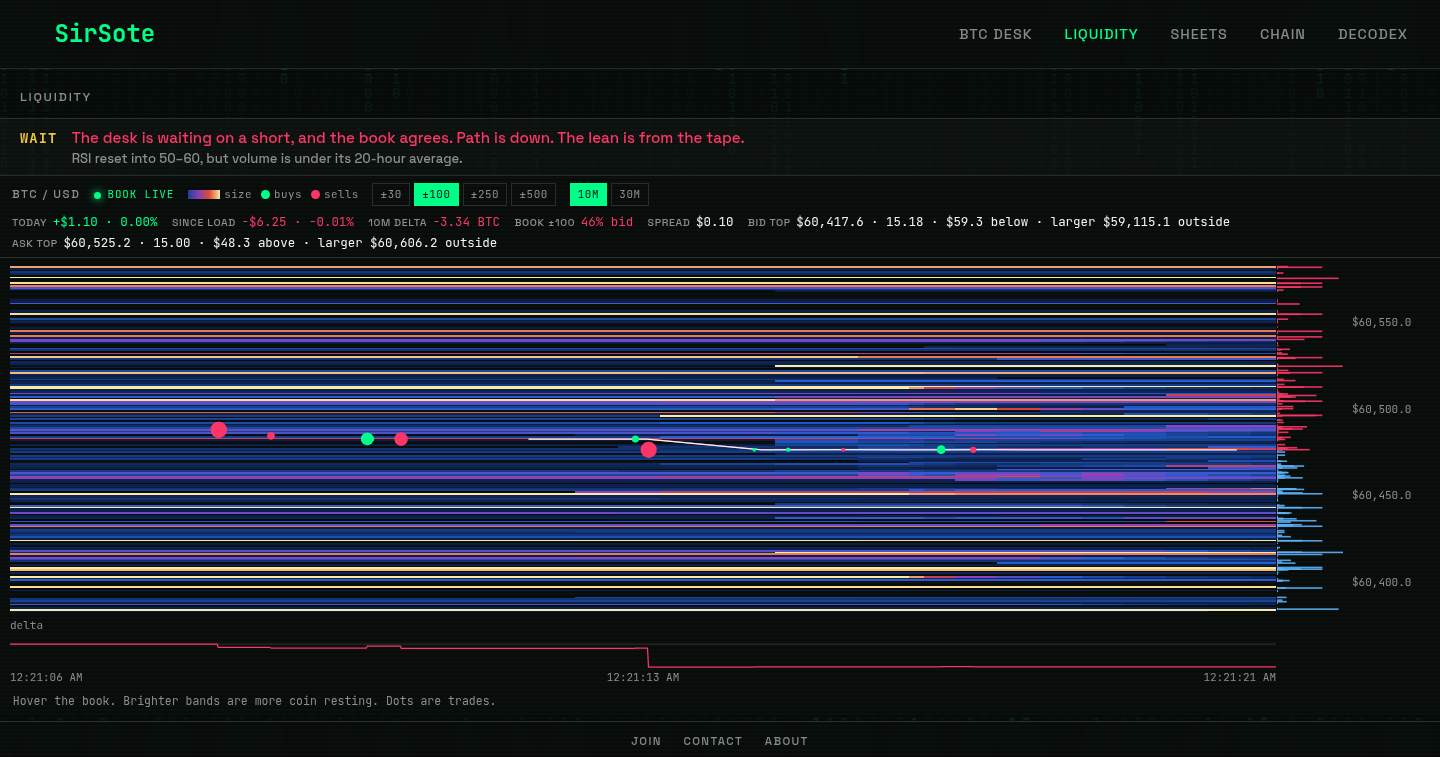 SirSote
BTC DESK LIQUIDITY SHEETS CHAIN DECODEX
LIQUIDITY
WAIT The desk is waiting on a short, and the book agrees. Path is down. The lean is from the tape.
RSI reset into 50–60, but volume is under its 20-hour average.
BTC / USD BOOK LIVE size buys sells ±30 ±100 ±250 ±500 10M 30M
TODAY +$1.10 · 0.00% SINCE LOAD -$6.25 · -0.01% 10M DELTA -3.34 BTC BOOK ±100 46% bid SPREAD $0.10 BID TOP $60,417.6 · 15.18 · $59.3 below · larger $59,115.1 outside
ASK TOP $60,525.2 · 15.00 · $48.3 above · larger $60,606.2 outside
$60,550.0
$60,500.0
$60,450.0
$60,400.0
delta
12:21:06 AM 12:21:13 AM 12:21:21 AM
Hover the book. Brighter bands are more coin resting. Dots are trades.
JOIN CONTACT ABOUT